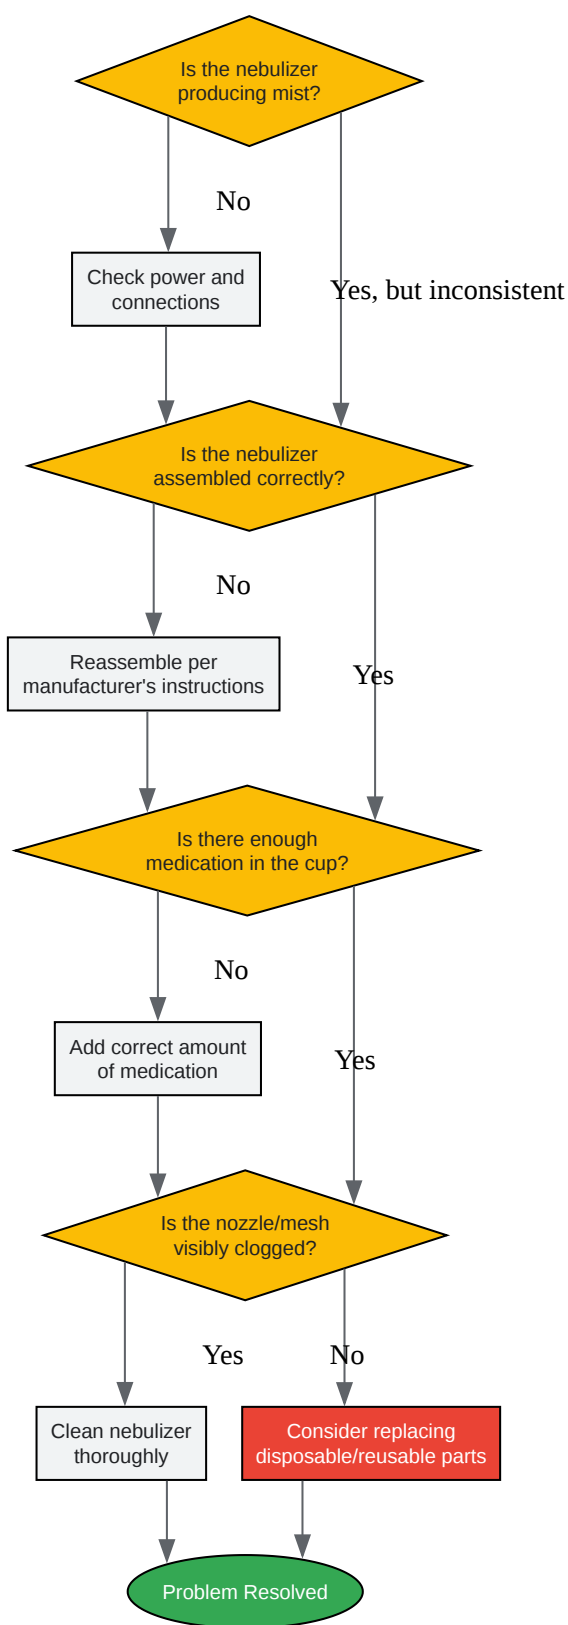 Is the nebulizer
producing mist?
No
Yes, but inconsistent
Check power and
connections
Is the nebulizer
assembled correctly?
No
Yes
Reassemble per
manufacturer's instructions
Is there enough
medication in the cup?
No
Yes
Add correct amount
of medication
Is the nozzle/mesh
visibly clogged?
Yes
No
Clean nebulizer
thoroughly
Consider replacing
disposable/reusable parts
Problem Resolved